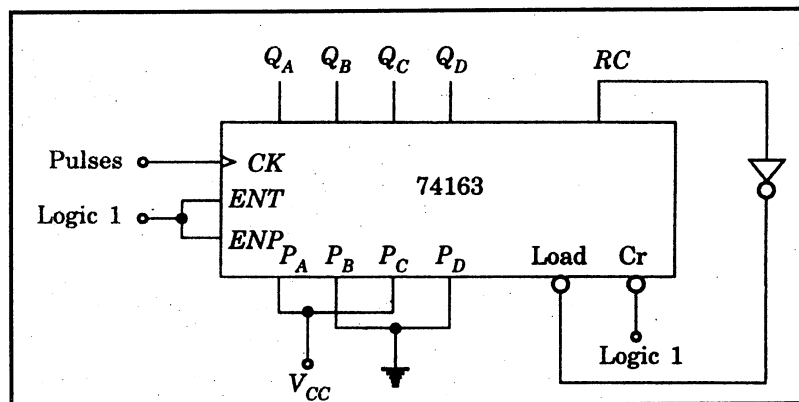 Q_A Q_B Q_C Q_D RC
Pulses CK
74163
Logic 1 ENT
ENP
P_A P_B P_C P_D Load Cr
Logic 1
V_CC